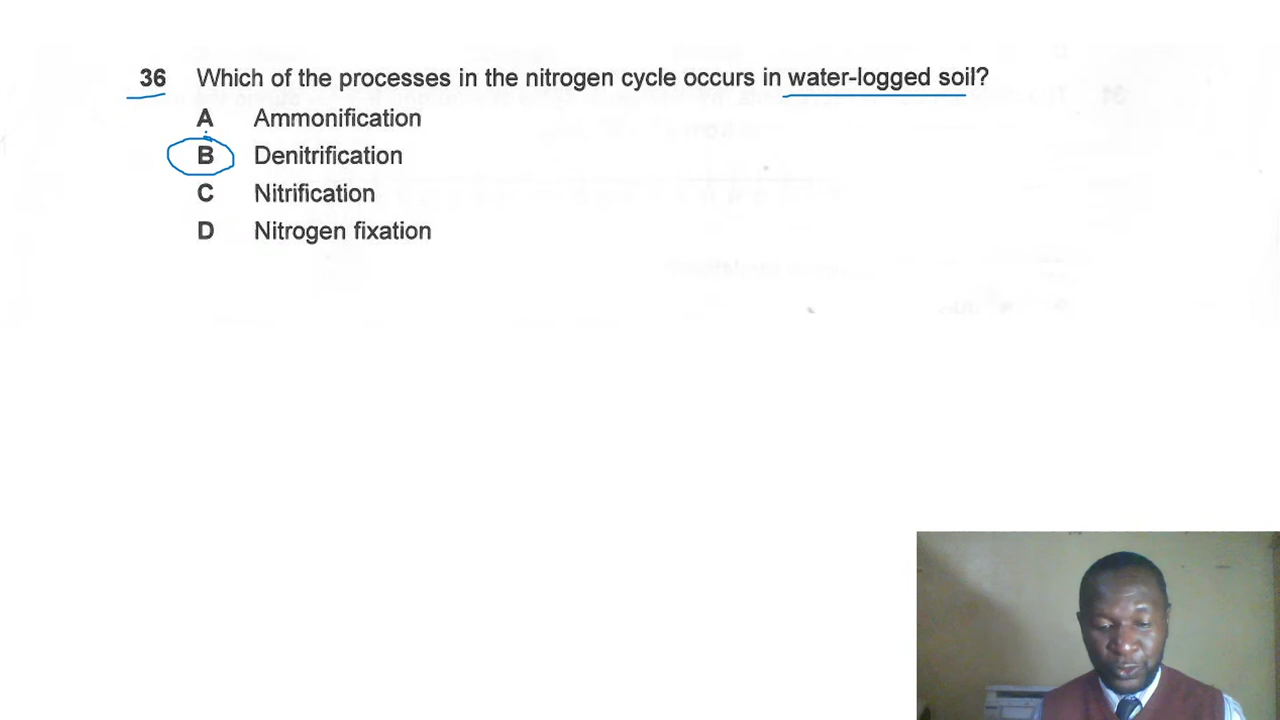 36 Which of the processes in the nitrogen cycle occurs in water-logged soil?
A Ammonification
B Denitrification
C Nitrification
D Nitrogen fixation